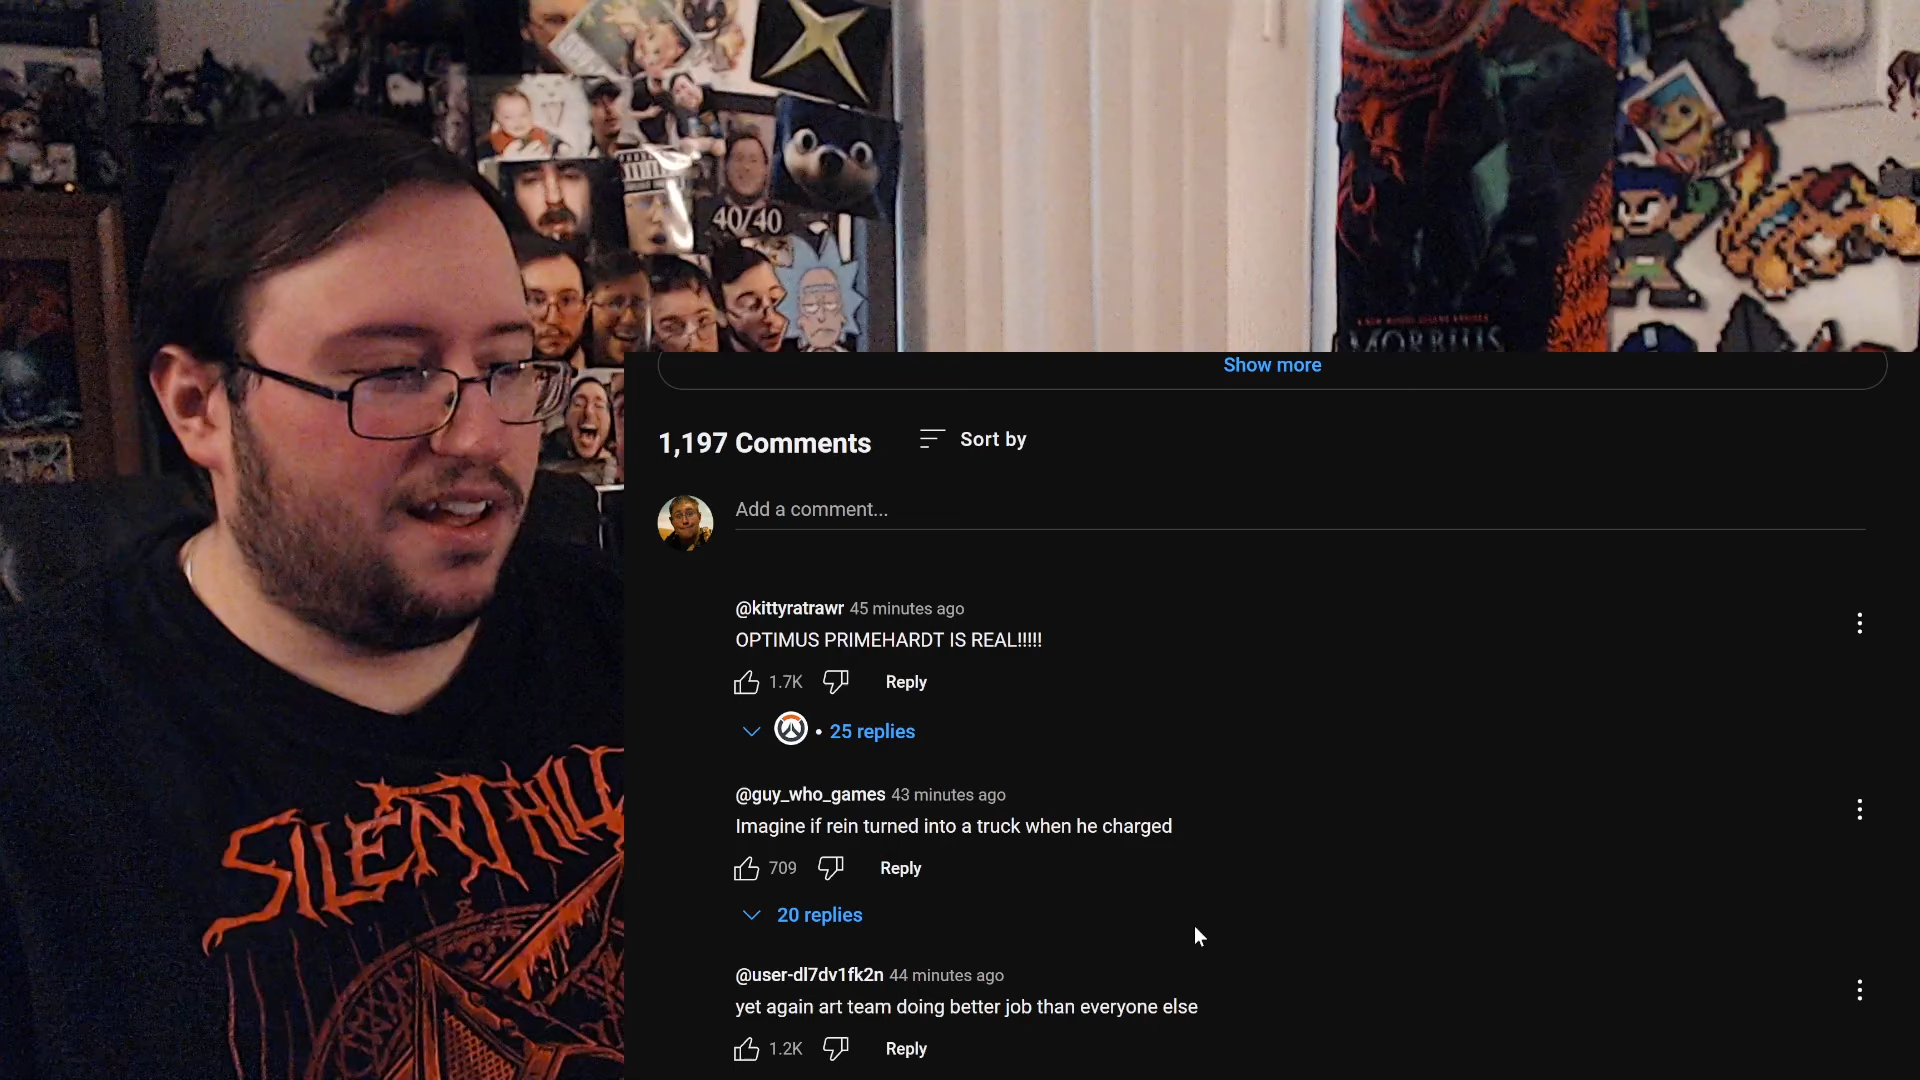 40/40
MORBIUS
SILENT HILL
Show more
1,197 Comments
Sort by
Add a comment...
@kittyratrawr 45 minutes ago
OPTIMUS PRIMEHARDT IS REAL!!!!!
1.7K
Reply
• 25 replies
@guy_who_games 43 minutes ago
Imagine if rein turned into a truck when he charged
709
Reply
20 replies
@user-dl7dv1fk2n 44 minutes ago
yet again art team doing better job than everyone else
1.2K
Reply